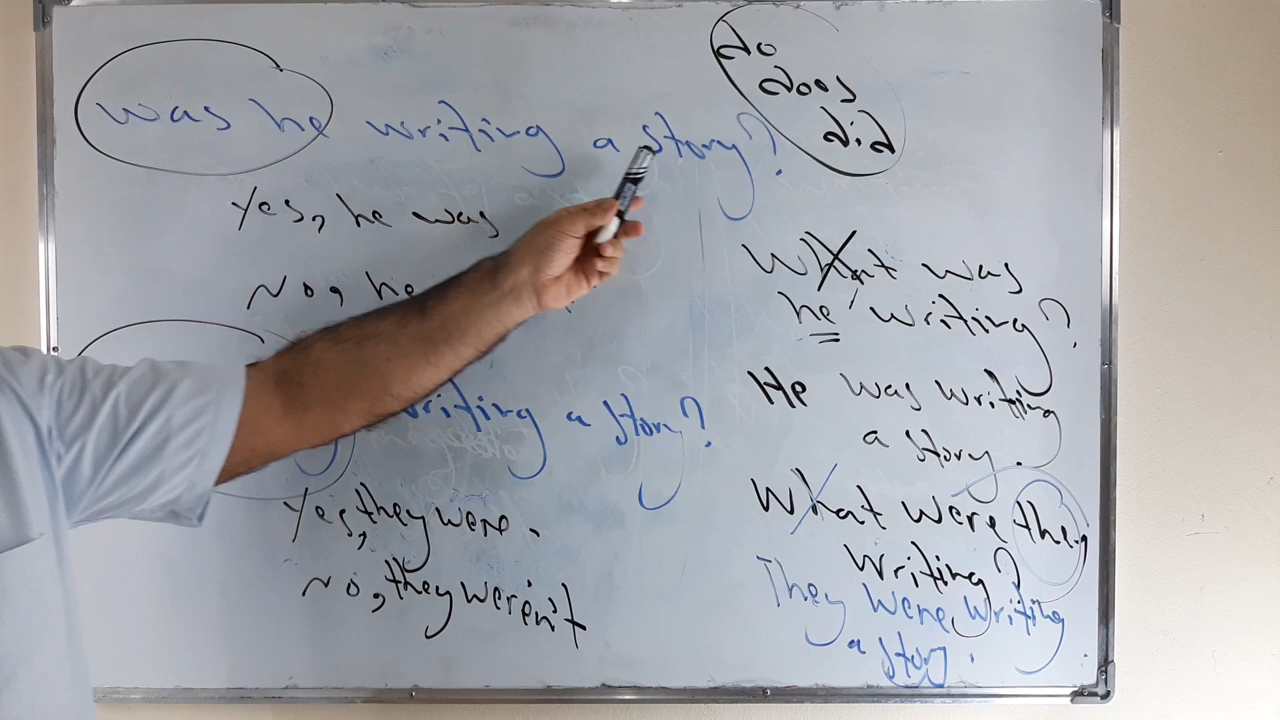 was he writing a story?
Yes, he was
No, he
writing a story?
Yes, they were.
No, they weren't
do
does
did
What was
he writing?
He was writing
a story.
What were they
writing?
They were writing
a story.